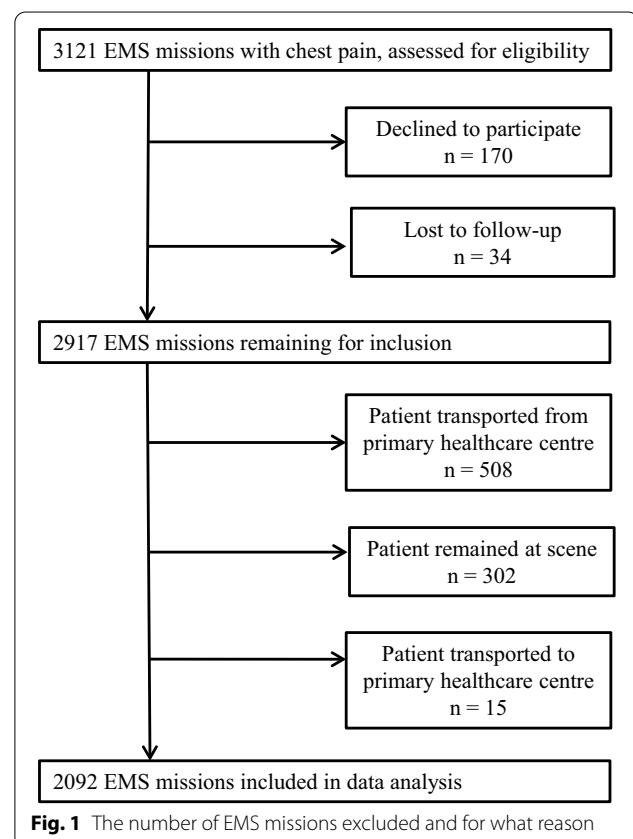 3121 EMS missions with chest pain, assessed for eligibility
Declined to participate
n = 170
Lost to follow-up
n = 34
2917 EMS missions remaining for inclusion
Patient transported from
primary healthcare centre
n = 508
Patient remained at scene
n = 302
Patient transported to
primary healthcare centre
n = 15
2092 EMS missions included in data analysis
Fig. 1 The number of EMS missions excluded and for what reason